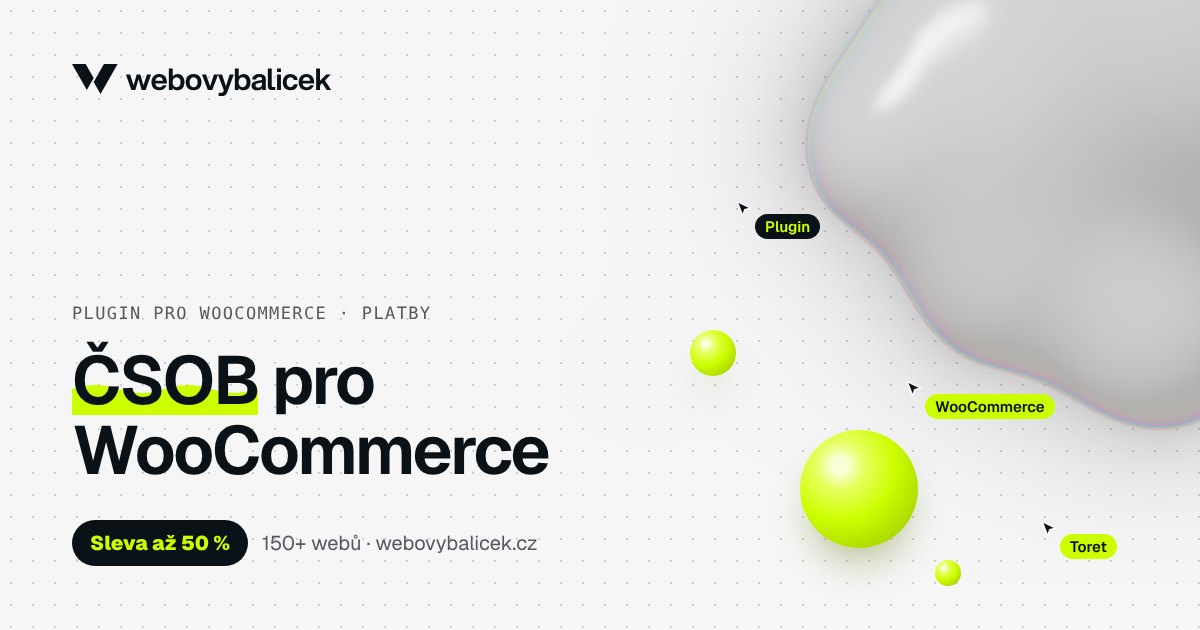 webovybalicek
Plugin
PLUGIN PRO WOOCOMMERCE · PLATBY
ČSOB pro
WooCommerce
WooCommerce
Sleva až 50 %
150+ webů · webovybalicek.cz
Toret